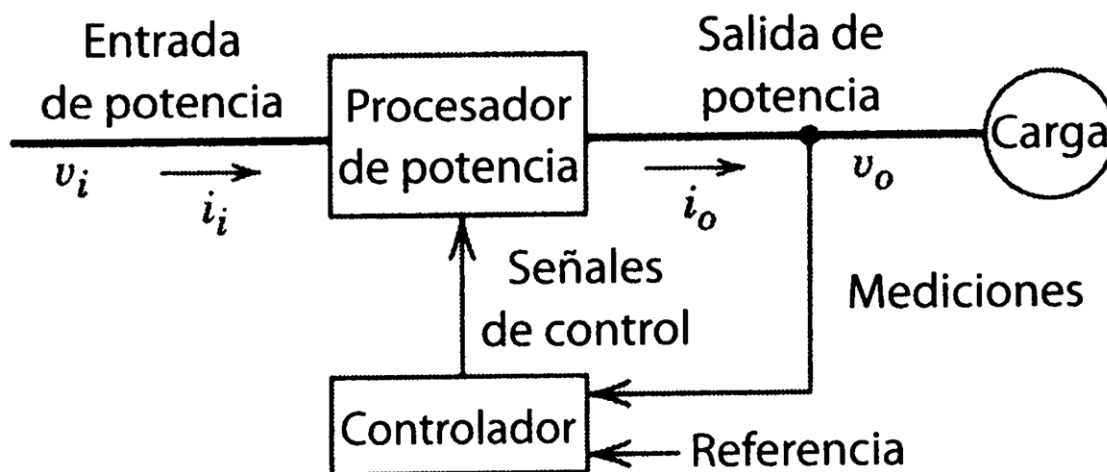 Entrada
de potencia
v_i
i_i
Procesador
de potencia
Salida de
potencia
i_o
v_o
Carga
Señales
de control
Mediciones
Controlador
Referencia